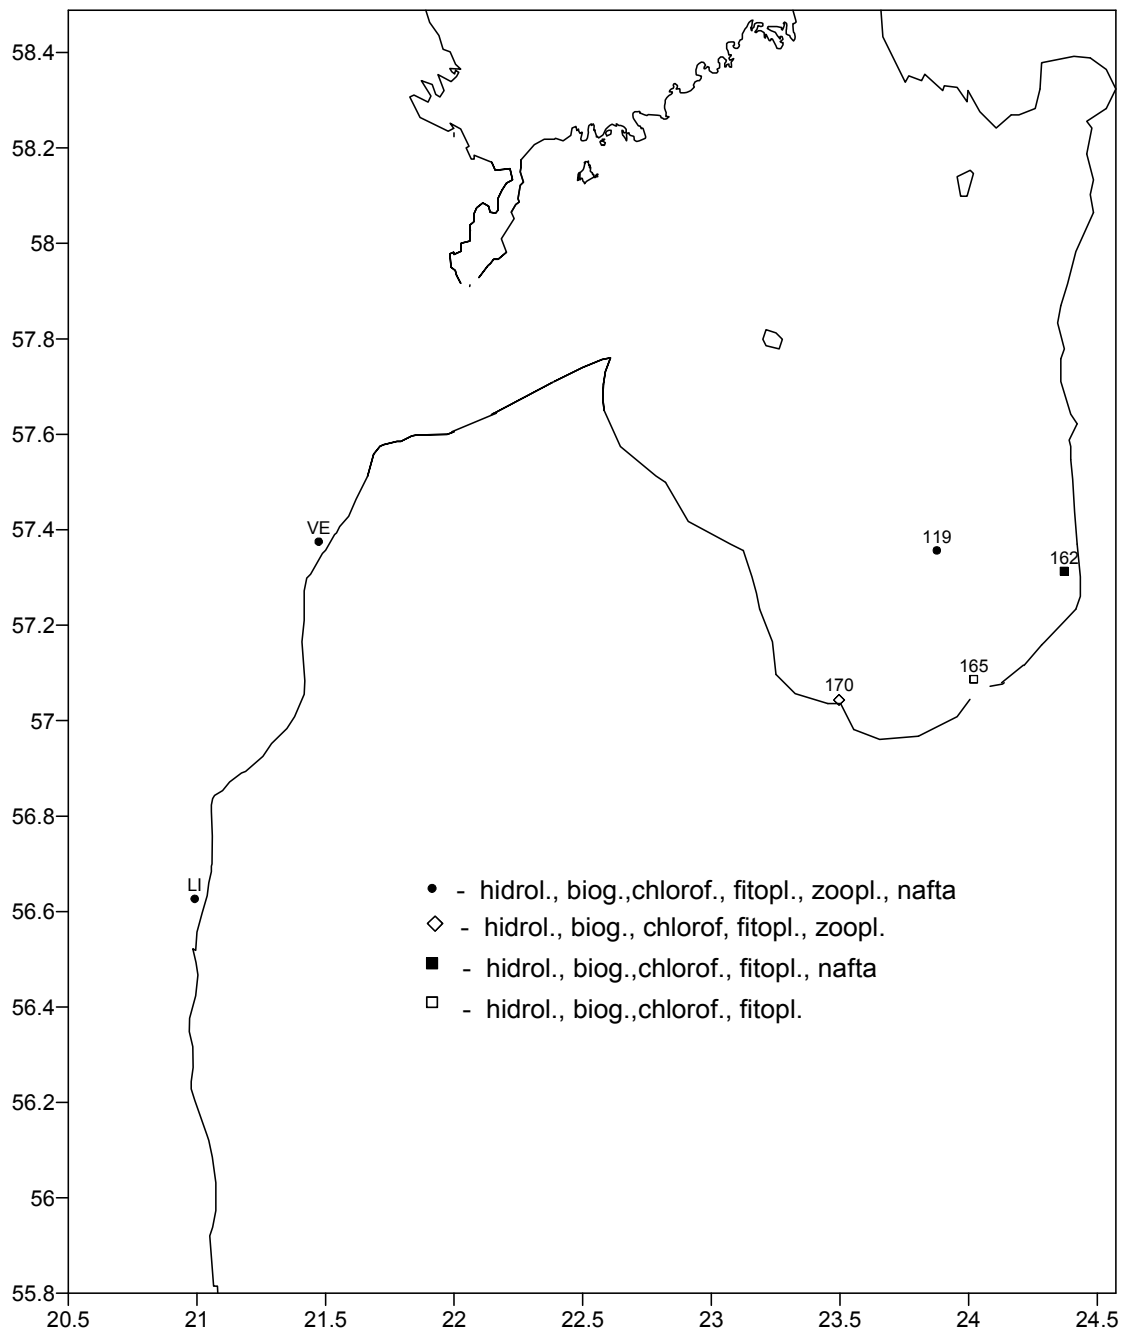 58.4
58.2
58
57.8
57.6
57.4
57.2
57
56.8
56.6
56.4
56.2
56
55.8
VE
119
162
165
170
LI
- hidrol., biog.,chlorof., fitopl., zoopl., nafta
- hidrol., biog., chlorof, fitopl., zoopl.
- hidrol., biog.,chlorof., fitopl., nafta
- hidrol., biog.,chlorof., fitopl.
20.5 21 21.5 22 22.5 23 23.5 24 24.5